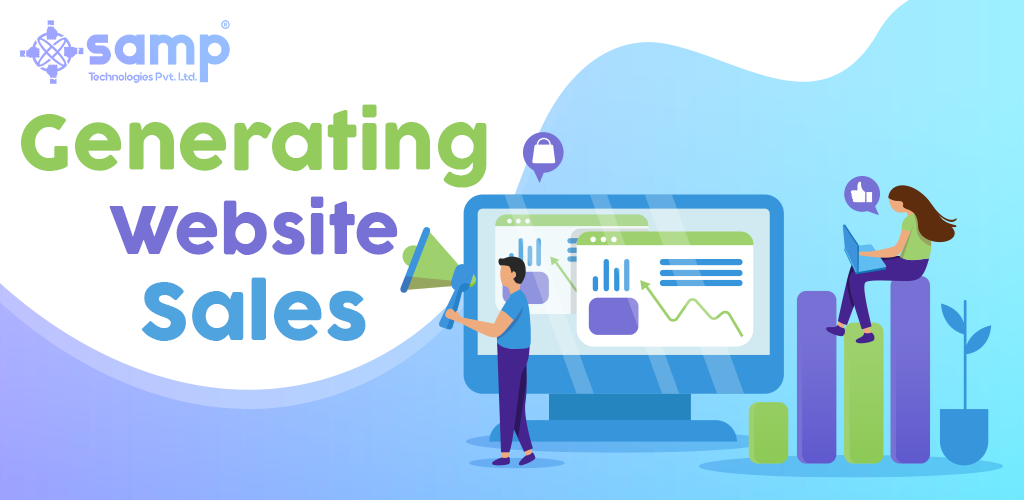 samp®
Technologies Pvt. Ltd.
Generating
Website
Sales